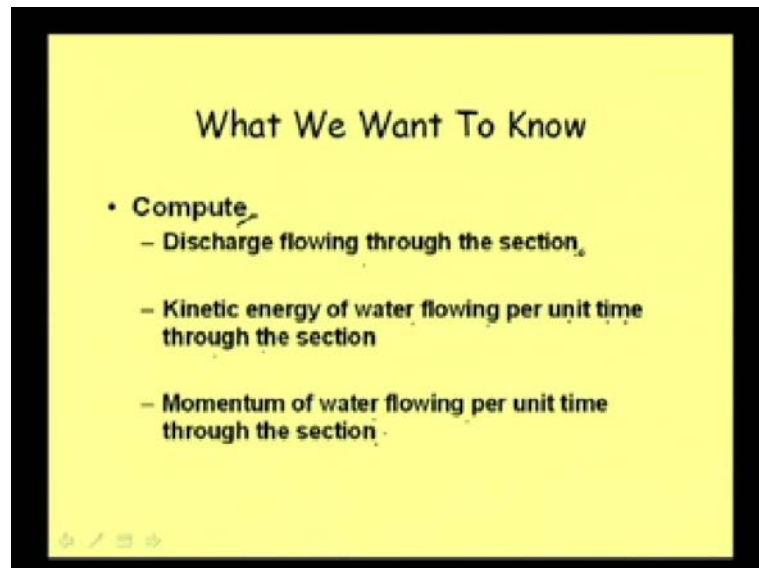 What We Want To Know
• Compute
– Discharge flowing through the section
– Kinetic energy of water flowing per unit time
through the section
– Momentum of water flowing per unit time
through the section